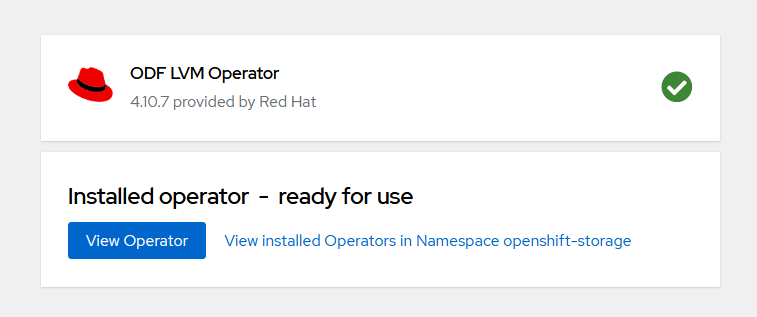 ODF LVM Operator
4.10.7 provided by Red Hat
Installed operator - ready for use
View Operator
View installed Operators in Namespace openshift-storage